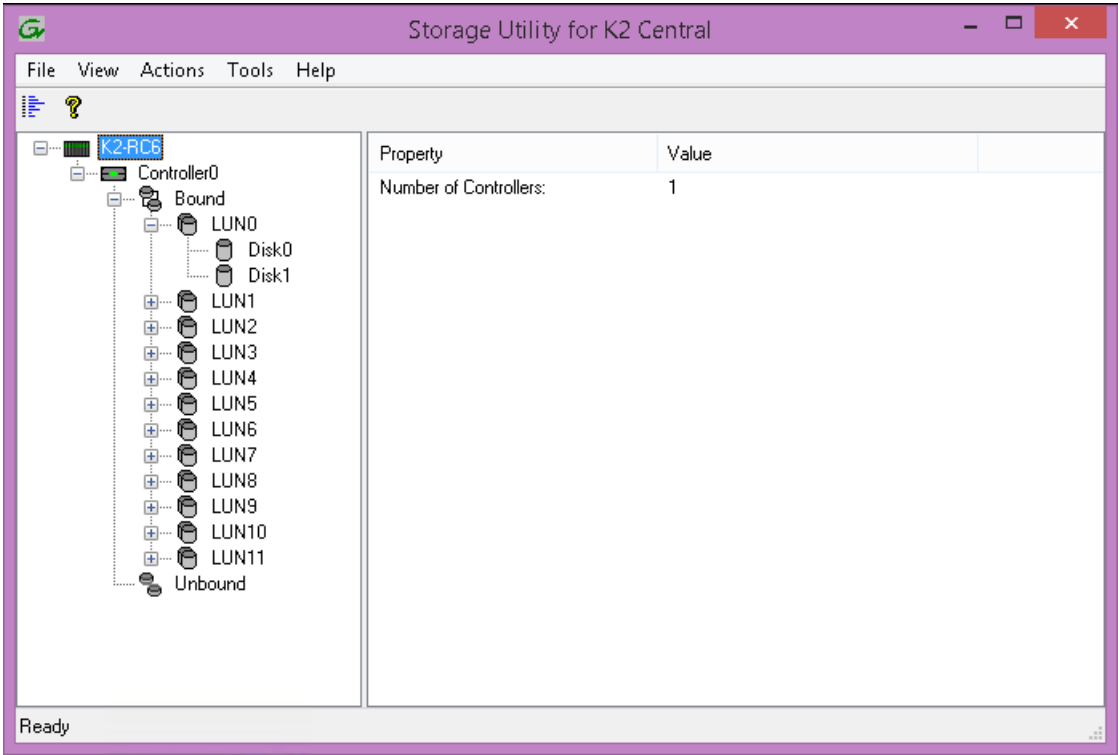 Storage Utility for K2 Central
File View Actions Tools Help
K2-RC6
Property Value
Controller0
Number of Controllers: 1
Bound
LUN0
Disk0
Disk1
LUN1
LUN2
LUN3
LUN4
LUN5
LUN6
LUN7
LUN8
LUN9
LUN10
LUN11
Unbound
Ready